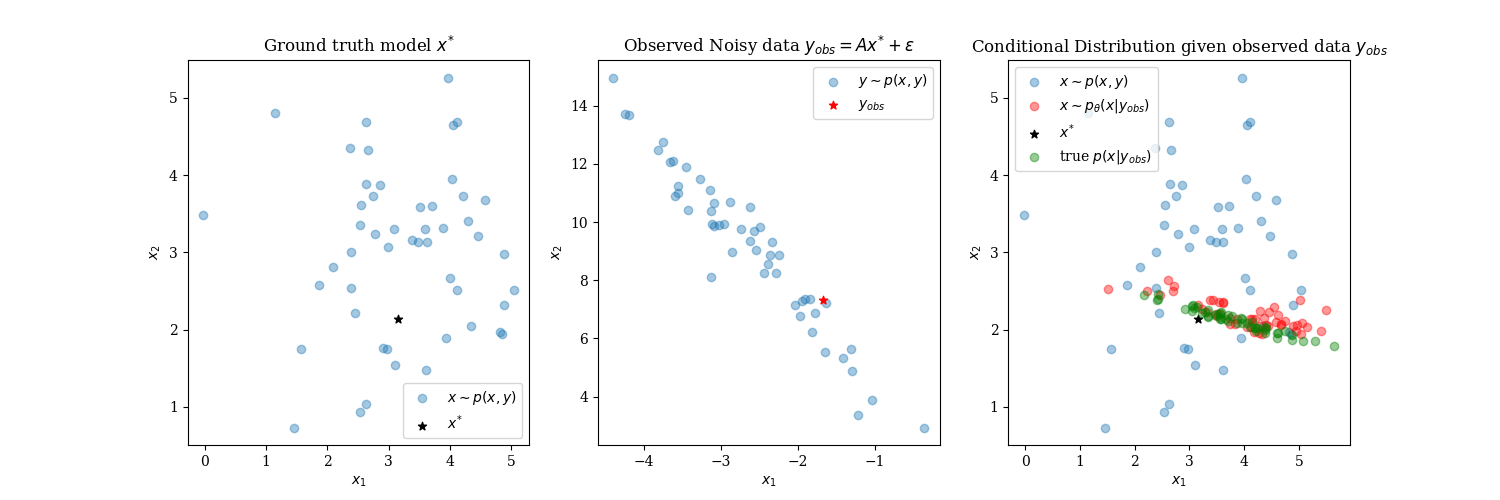 Ground truth model x*
x₂
5
4
3
2
1
0
1
2
3
4
5
x₁
x ~ p(x, y)
x*
Observed Noisy data y_obs = Ax* + ε
x₂
14
12
10
8
6
4
−4
−3
−2
−1
x₁
y ~ p(x, y)
y_obs
Conditional Distribution given observed data y_obs
x₂
5
4
3
2
1
0
1
2
3
4
5
x₁
x ~ p(x, y)
x ~ p_θ(x|y_obs)
x*
true p(x|y_obs)